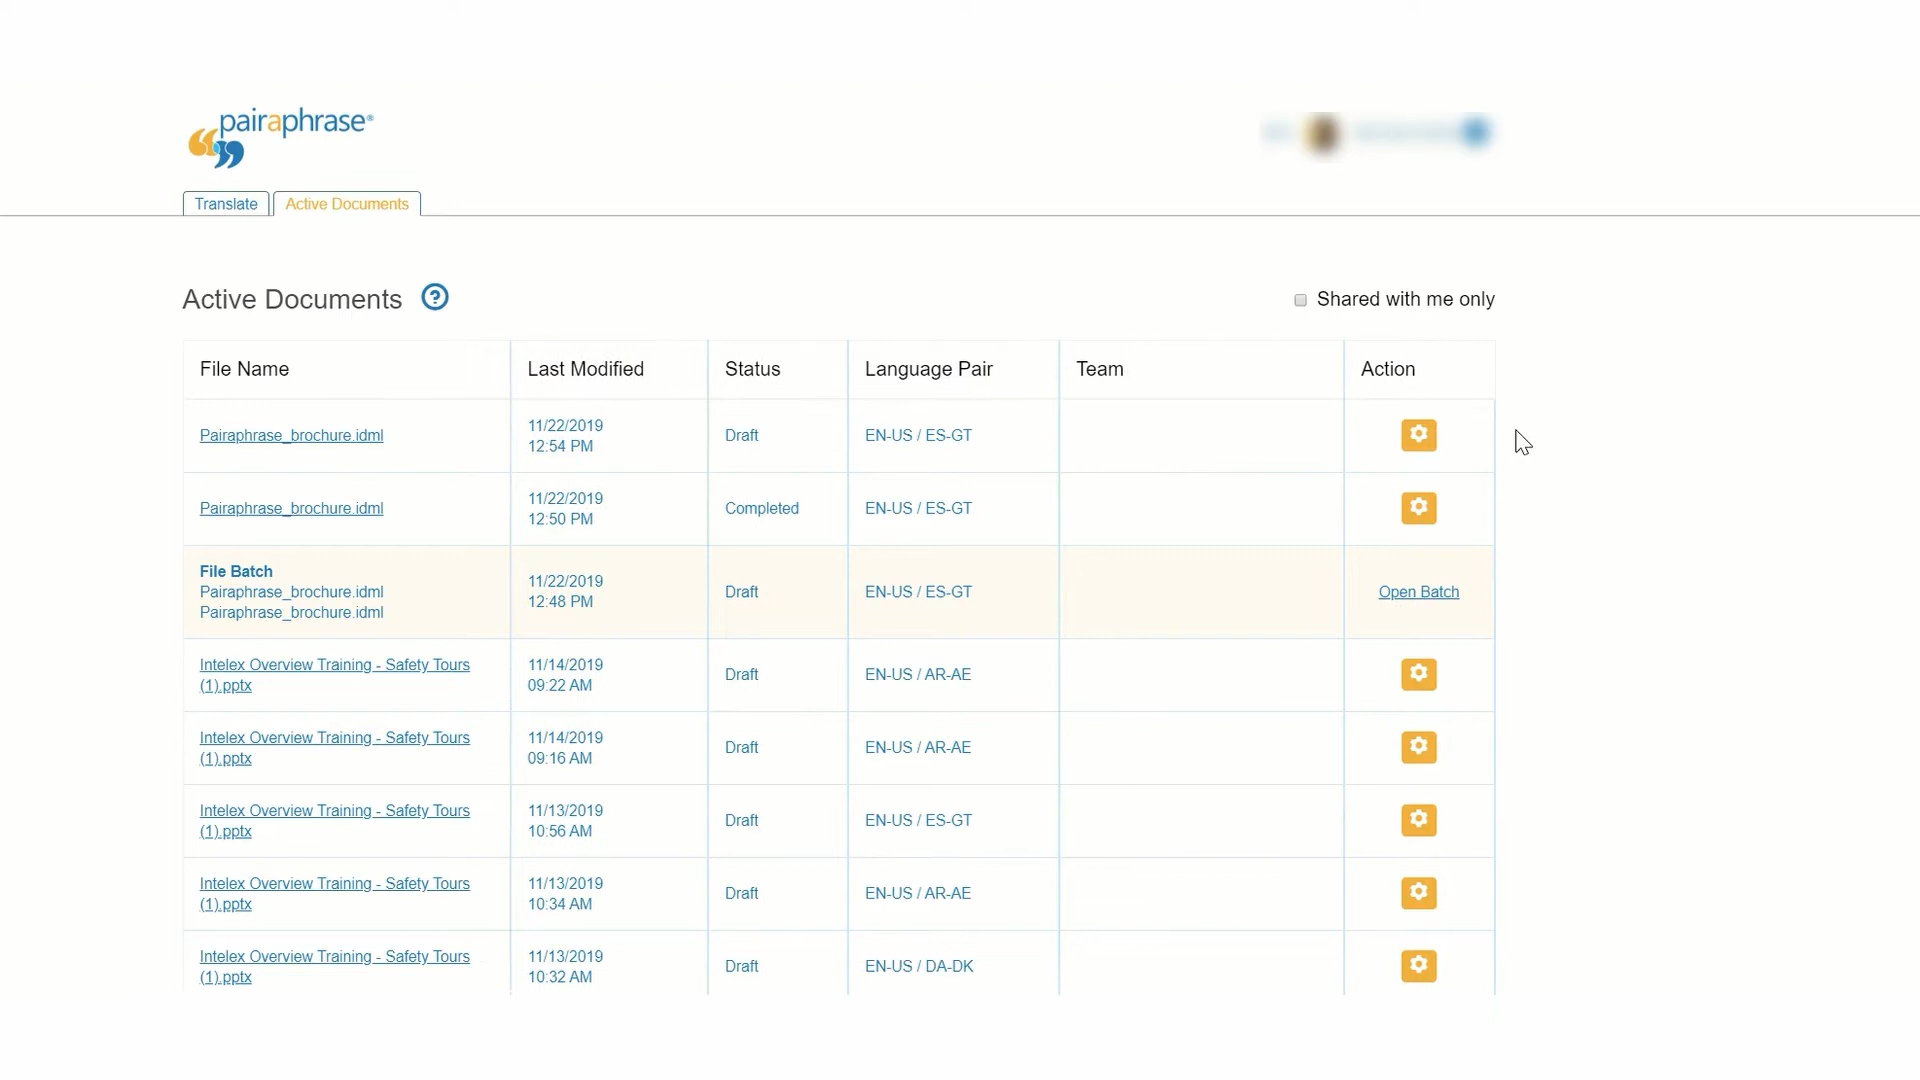 pairaphrase®
Translate
Active Documents
Active Documents ?
Shared with me only
File Name Last Modified Status Language Pair Team Action
Pairaphrase_brochure.idml
11/22/2019
12:54 PM
Draft
EN-US / ES-GT
Pairaphrase_brochure.idml
11/22/2019
12:50 PM
Completed
EN-US / ES-GT
File Batch
Pairaphrase_brochure.idml
Pairaphrase_brochure.idml
11/22/2019
12:48 PM
Draft
EN-US / ES-GT
Open Batch
Intelex Overview Training - Safety Tours
(1).pptx
11/14/2019
09:22 AM
Draft
EN-US / AR-AE
Intelex Overview Training - Safety Tours
(1).pptx
11/14/2019
09:16 AM
Draft
EN-US / AR-AE
Intelex Overview Training - Safety Tours
(1).pptx
11/13/2019
10:56 AM
Draft
EN-US / ES-GT
Intelex Overview Training - Safety Tours
(1).pptx
11/13/2019
10:34 AM
Draft
EN-US / AR-AE
Intelex Overview Training - Safety Tours
(1).pptx
11/13/2019
10:32 AM
Draft
EN-US / DA-DK